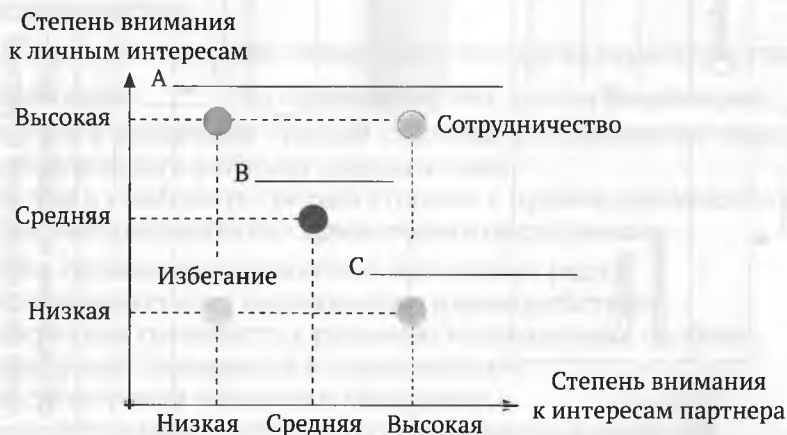 Степень внимания
к личным интересам
A
Высокая
Сотрудничество
B
Средняя
Избегание
C
Низкая
Степень внимания
к интересам партнера
Низкая Средняя Высокая